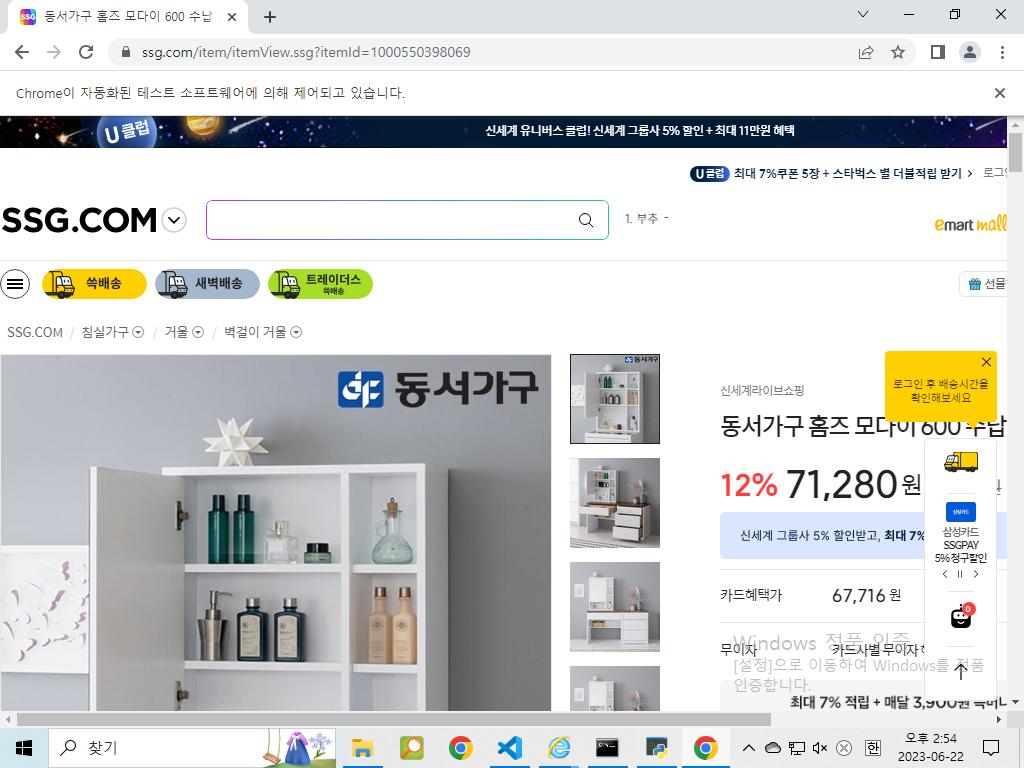 동서가구 홈즈 모다이 600 수납
ssg.com/item/itemView.ssg?itemId=1000550398069
Chrome이 자동화된 테스트 소프트웨어에 의해 제어되고 있습니다.
U클럽 신세계 유니버스 클럽! 신세계 그룹사 5% 할인 + 최대 11만원 혜택
U클럽 최대 7%쿠폰 5장 + 스타벅스 별 더블적립 받기 > 로그인
SSG.COM
1. 부추 -
emart mall
쓱배송
새벽배송
트레이더스
쓱배송
선물
SSG.COM / 침실가구 / 거울 / 벽걸이 거울
동서가구
동서가구
로그인 후 배송시간을
확인해보세요
신세계라이브쇼핑
동서가구 홈즈 모다이 600 수납
12% 71,280원
신세계 그룹사 5% 할인받고, 최대 7%
삼성카드
삼성카드
SSGPAY
5% 청구할인
카드혜택가 67,716 원
0
무이자 카드사별 무이자
Windows 정품 인증
[설정]으로 이동하여 Windows를 정품
인증합니다.
최대 7% 적립 + 매달 3,900원
찾기
오후 2:54
2023-06-22
한